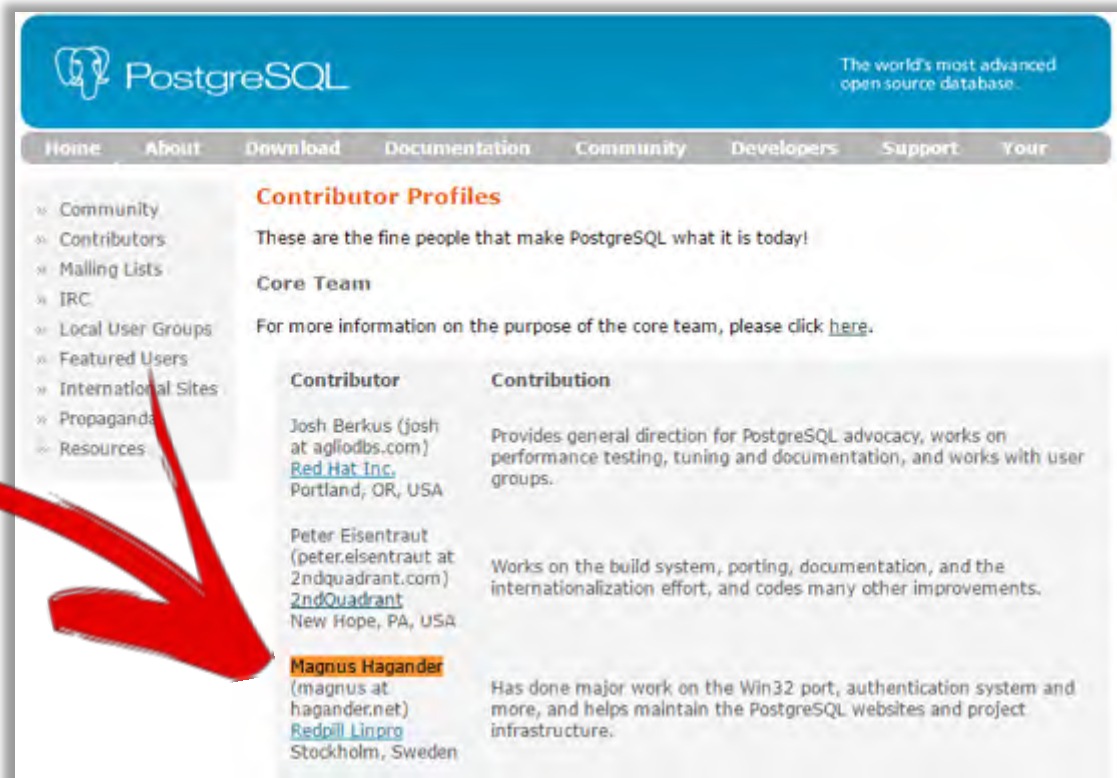 PostgreSQL
The world's most advanced
open source database.
Home About Download Documentation Community Developers Support Your
» Community
» Contributors
» Mailing Lists
» IRC
» Local User Groups
» Featured Users
» International Sites
» Propaganda
» Resources
Contributor Profiles
These are the fine people that make PostgreSQL what it is today!
Core Team
For more information on the purpose of the core team, please click here.
Contributor Contribution
Josh Berkus (josh
at agliodbs.com)
Red Hat Inc.
Portland, OR, USA
Provides general direction for PostgreSQL advocacy, works on
performance testing, tuning and documentation, and works with user
groups.
Peter Eisentraut
(peter.eisentraut at
2ndquadrant.com)
2ndQuadrant
New Hope, PA, USA
Works on the build system, porting, documentation, and the
internationalization effort, and codes many other improvements.
Magnus Hagander
(magnus at
hagander.net)
Redpill Linpro
Stockholm, Sweden
Has done major work on the Win32 port, authentication system and
more, and helps maintain the PostgreSQL websites and project
infrastructure.